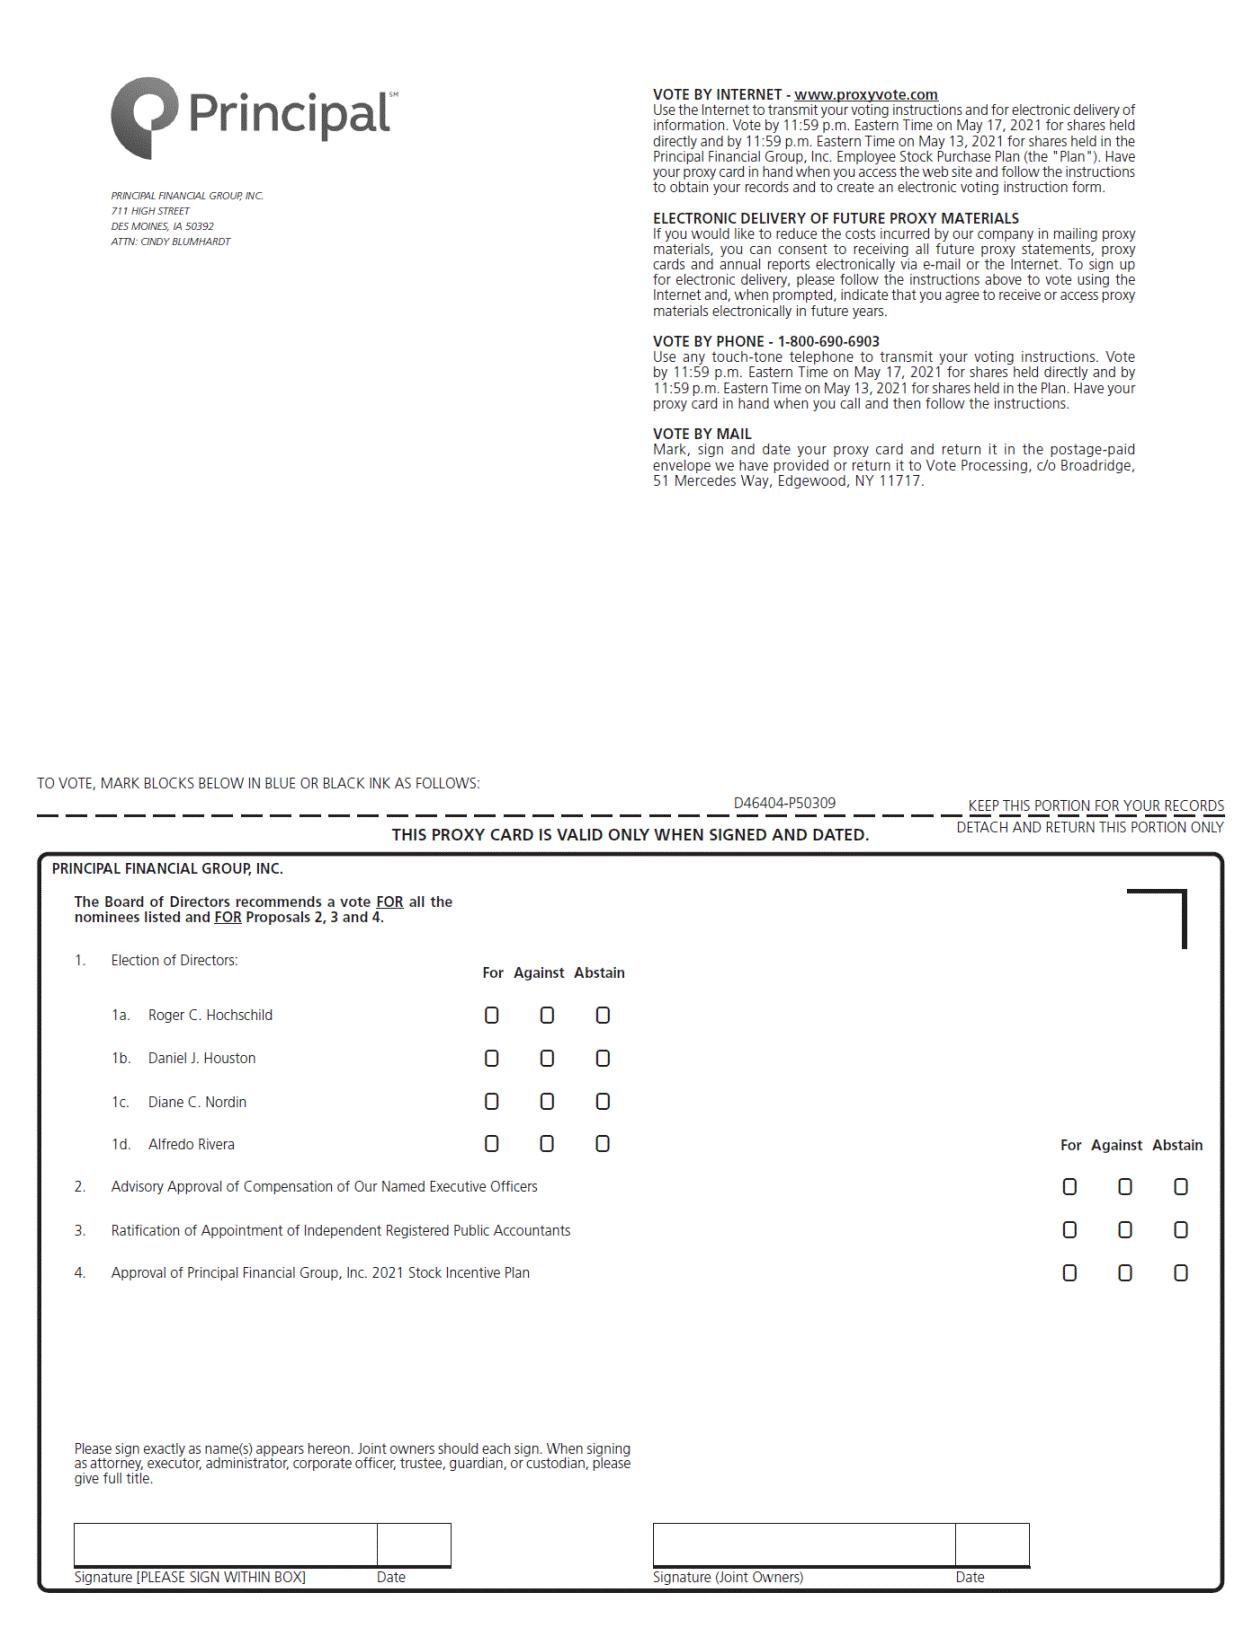 Principal℠
PRINCIPAL FINANCIAL GROUP, INC.
711 HIGH STREET
DES MOINES, IA 50392
ATTN: CINDY BLUMHARDT
VOTE BY INTERNET - www.proxyvote.com
Use the Internet to transmit your voting instructions and for electronic delivery of
information. Vote by 11:59 p.m. Eastern Time on May 17, 2021 for shares held
directly and by 11:59 p.m. Eastern Time on May 13, 2021 for shares held in the
Principal Financial Group, Inc. Employee Stock Purchase Plan (the "Plan"). Have
your proxy card in hand when you access the web site and follow the instructions
to obtain your records and to create an electronic voting instruction form.
ELECTRONIC DELIVERY OF FUTURE PROXY MATERIALS
If you would like to reduce the costs incurred by our company in mailing proxy
materials, you can consent to receiving all future proxy statements, proxy
cards and annual reports electronically via e-mail or the Internet. To sign up
for electronic delivery, please follow the instructions above to vote using the
Internet and, when prompted, indicate that you agree to receive or access proxy
materials electronically in future years.
VOTE BY PHONE - 1-800-690-6903
Use any touch-tone telephone to transmit your voting instructions. Vote
by 11:59 p.m. Eastern Time on May 17, 2021 for shares held directly and by
11:59 p.m. Eastern Time on May 13, 2021 for shares held in the Plan. Have your
proxy card in hand when you call and then follow the instructions.
VOTE BY MAIL
Mark, sign and date your proxy card and return it in the postage-paid
envelope we have provided or return it to Vote Processing, c/o Broadridge,
51 Mercedes Way, Edgewood, NY 11717.
TO VOTE, MARK BLOCKS BELOW IN BLUE OR BLACK INK AS FOLLOWS:
D46404-P50309 KEEP THIS PORTION FOR YOUR RECORDS
DETACH AND RETURN THIS PORTION ONLY
THIS PROXY CARD IS VALID ONLY WHEN SIGNED AND DATED.
PRINCIPAL FINANCIAL GROUP, INC.
The Board of Directors recommends a vote FOR all the
nominees listed and FOR Proposals 2, 3 and 4.
1. Election of Directors:
For Against Abstain
1a. Roger C. Hochschild
1b. Daniel J. Houston
1c. Diane C. Nordin
1d. Alfredo Rivera
For Against Abstain
2. Advisory Approval of Compensation of Our Named Executive Officers
3. Ratification of Appointment of Independent Registered Public Accountants
4. Approval of Principal Financial Group, Inc. 2021 Stock Incentive Plan
Please sign exactly as name(s) appears hereon. Joint owners should each sign. When signing
as attorney, executor, administrator, corporate officer, trustee, guardian, or custodian, please
give full title.
Signature [PLEASE SIGN WITHIN BOX] Date
Signature (Joint Owners) Date